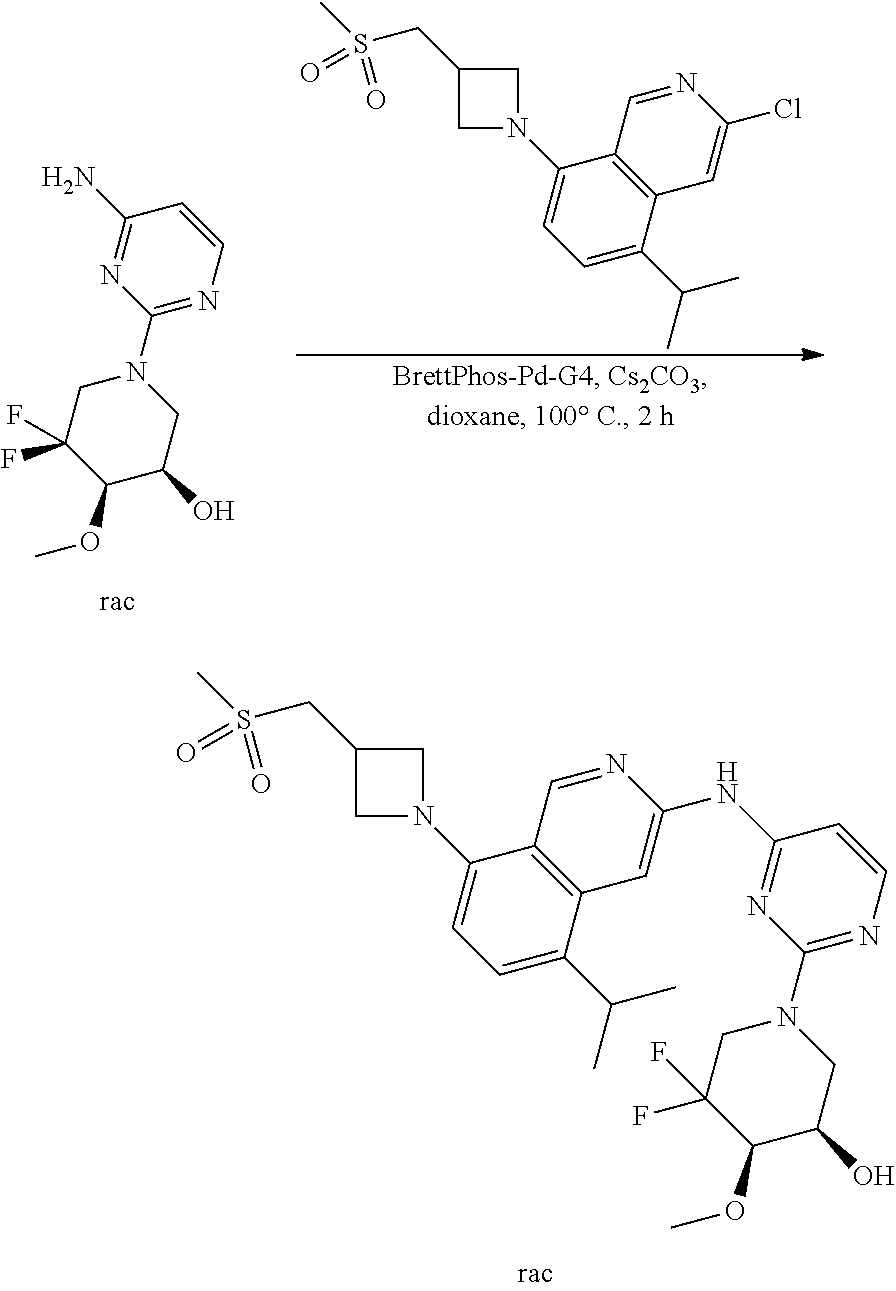 S
O
O
N
N
Cl
H₂N
N
N
N
F
F
OH
O
rac
BrettPhos-Pd-G4, Cs₂CO₃,
dioxane, 100° C., 2 h
S
O
O
N
N
H
N
N
N
N
F
F
OH
O
rac